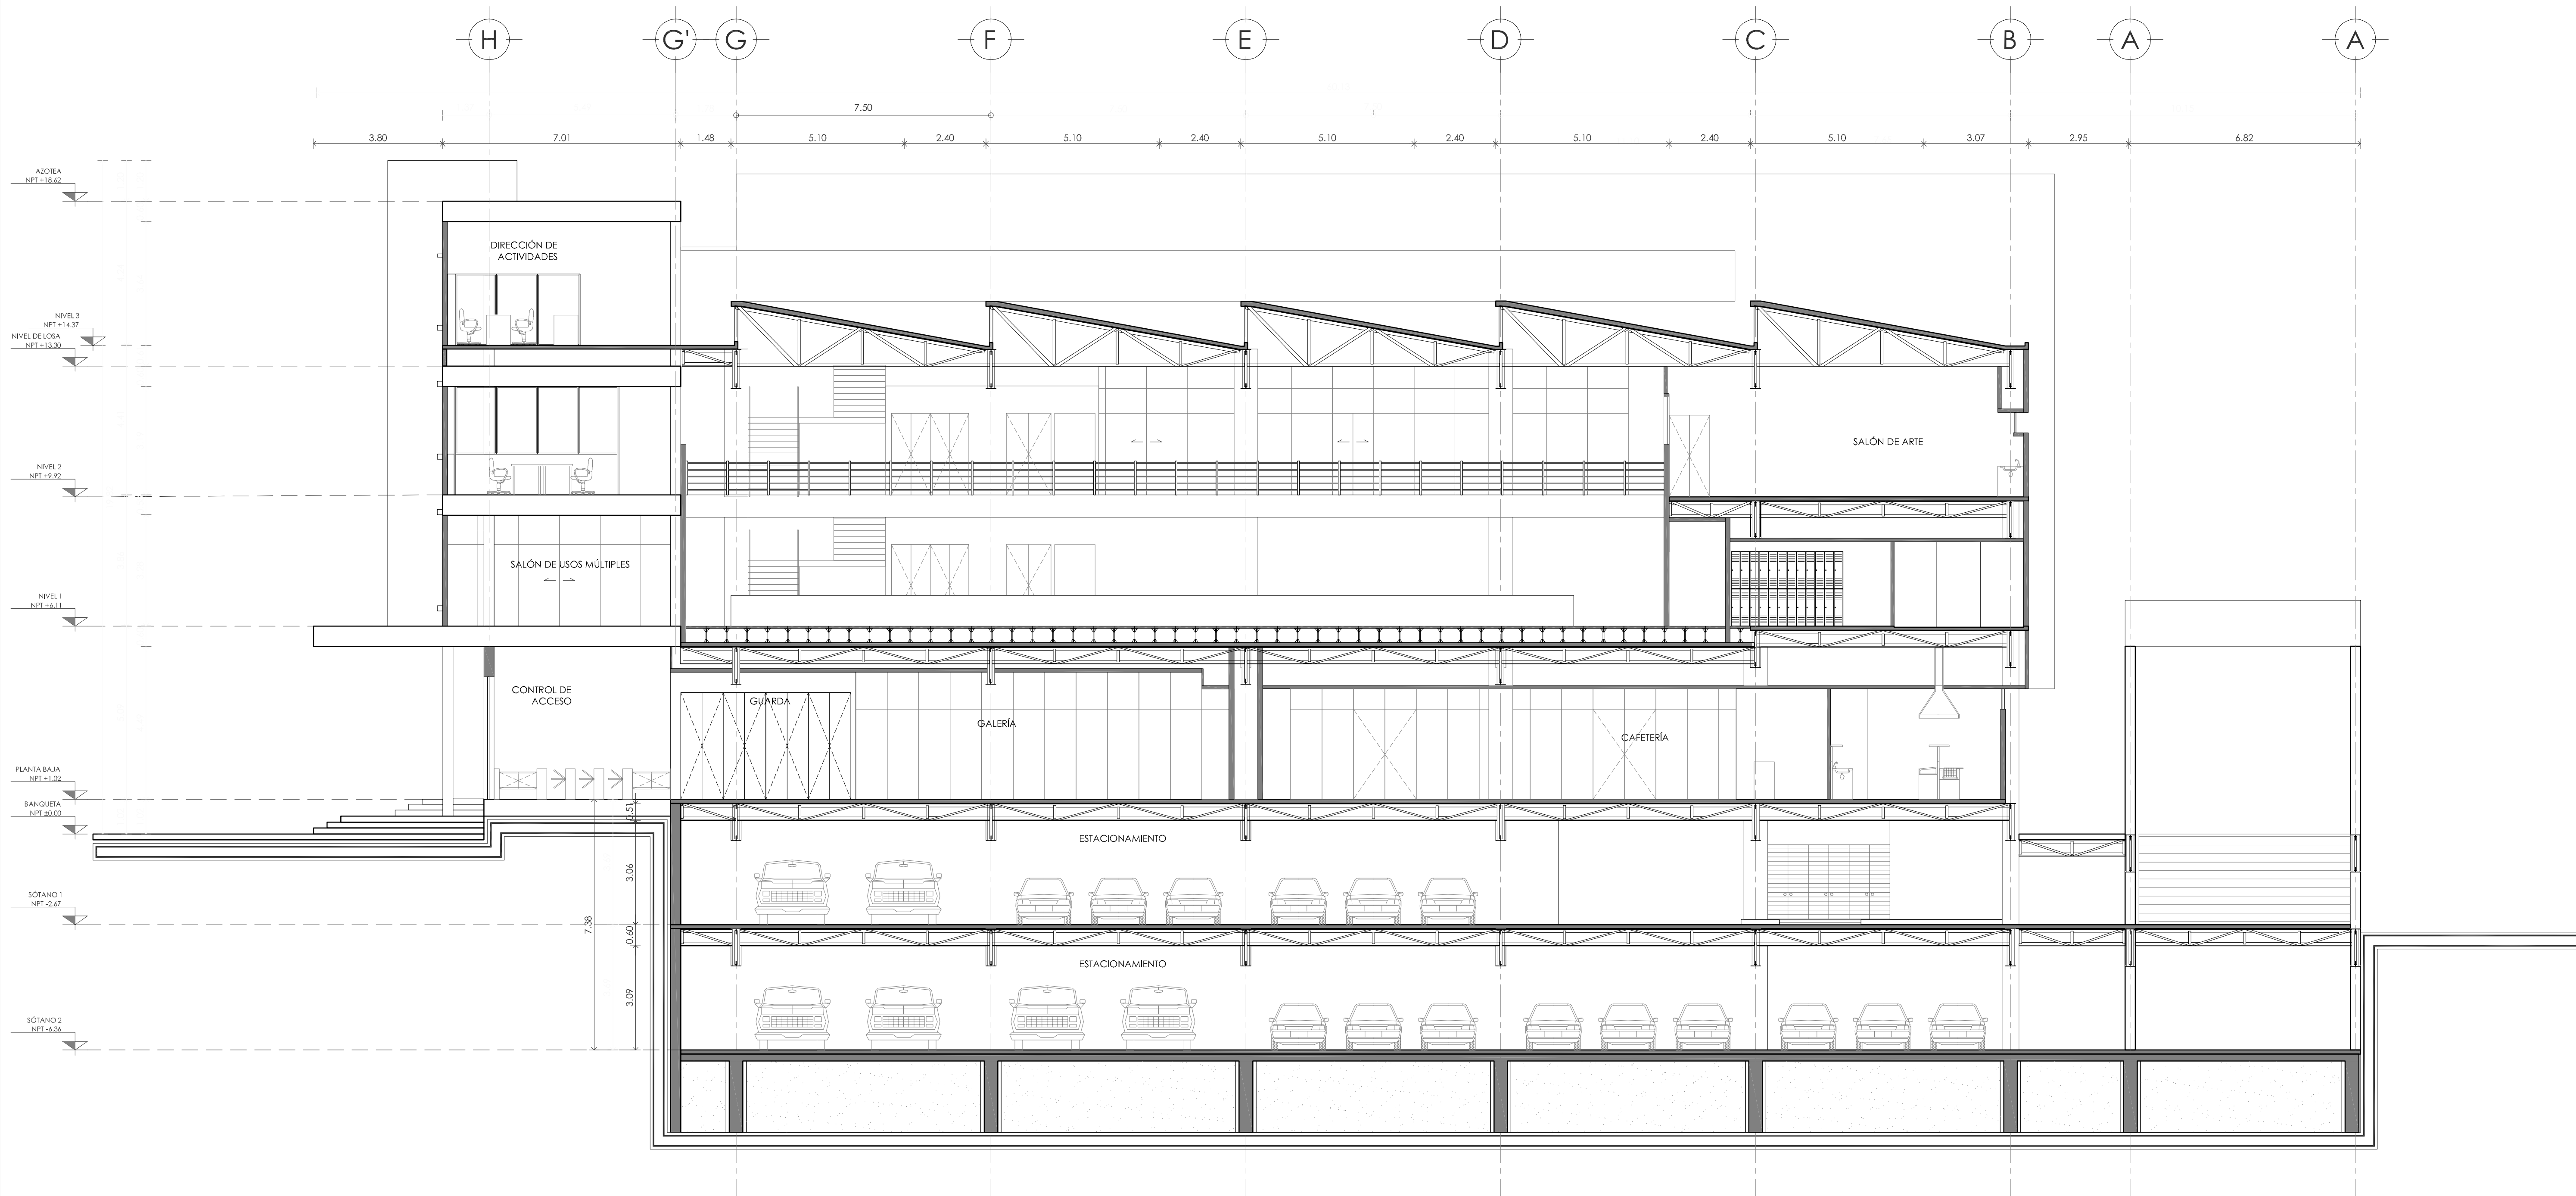 H G' G F E D C B A A
7.50
3.80 7.01 1.48 5.10 2.40 5.10 2.40 5.10 2.40 5.10 2.40 5.10 3.07 2.95 6.82
AZOTEA
NPT +18.62
DIRECCIÓN DE
ACTIVIDADES
NIVEL 3
NPT +14.37
NIVEL DE LOSA
NPT +13.30
SALÓN DE ARTE
NIVEL 2
NPT +9.92
SALÓN DE USOS MÚLTIPLES
NIVEL 1
NPT +6.11
CONTROL DE
ACCESO
GUARDA
GALERÍA
CAFETERÍA
PLANTA BAJA
NPT +1.02
BANQUETA
NPT ±0.00
0.51
ESTACIONAMIENTO
3.06
SÓTANO 1
NPT -2.67
7.38
0.60
ESTACIONAMIENTO
3.09
SÓTANO 2
NPT -6.36